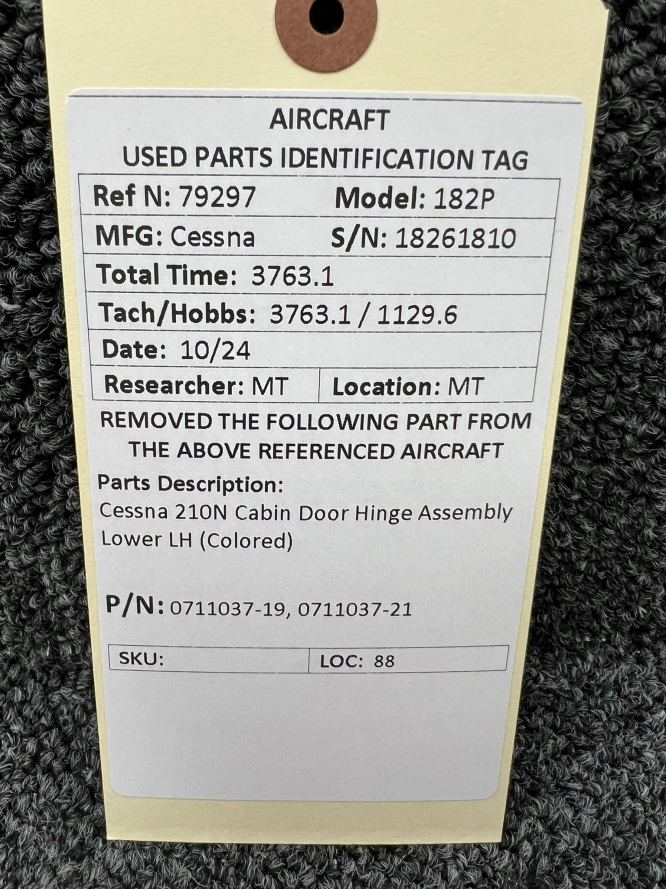 AIRCRAFT
USED PARTS IDENTIFICATION TAG
Ref N: 79297 Model: 182P
MFG: Cessna S/N: 18261810
Total Time: 3763.1
Tach/Hobbs: 3763.1 / 1129.6
Date: 10/24
Researcher: MT Location: MT
REMOVED THE FOLLOWING PART FROM
THE ABOVE REFERENCED AIRCRAFT
Parts Description:
Cessna 210N Cabin Door Hinge Assembly
Lower LH (Colored)
P/N: 0711037-19, 0711037-21
SKU: LOC: 88